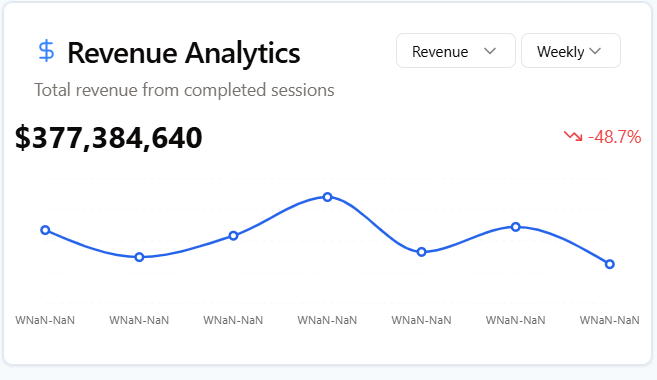 Revenue Analytics
Revenue
Weekly
Total revenue from completed sessions
$377,384,640
-48.7%
WNaN-NaN WNaN-NaN WNaN-NaN WNaN-NaN WNaN-NaN WNaN-NaN WNaN-NaN